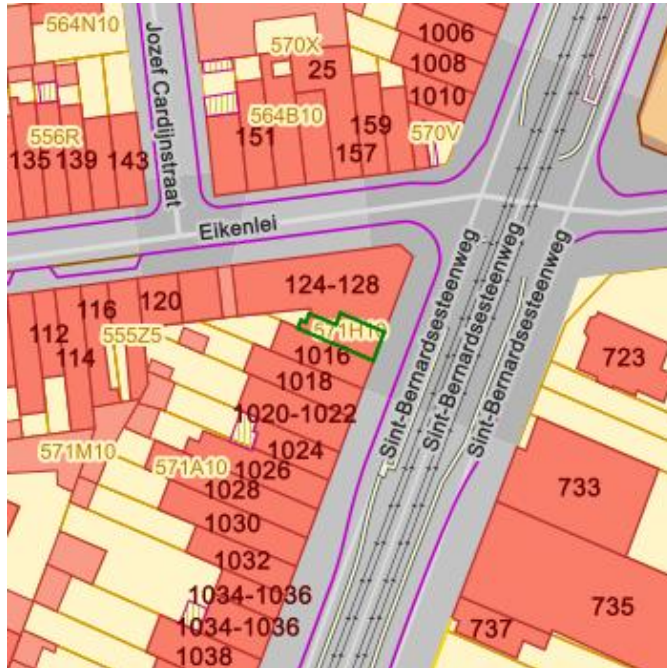 564N10
570X
1006
1008
1010
25
564B10
570V
151
159
157
556R
135
139
143
Jozef Cardijnstraat
Eikenlei
Sint-Bernardsesteenweg
Sint-Bernardsesteenweg
Sint-Bernardsesteenweg
124-128
120
116
112
114
555Z5
571H10
1016
1018
1020-1022
1024
1026
1028
1030
1032
1034-1036
1034-1036
1038
571M10
571A10
723
733
735
737